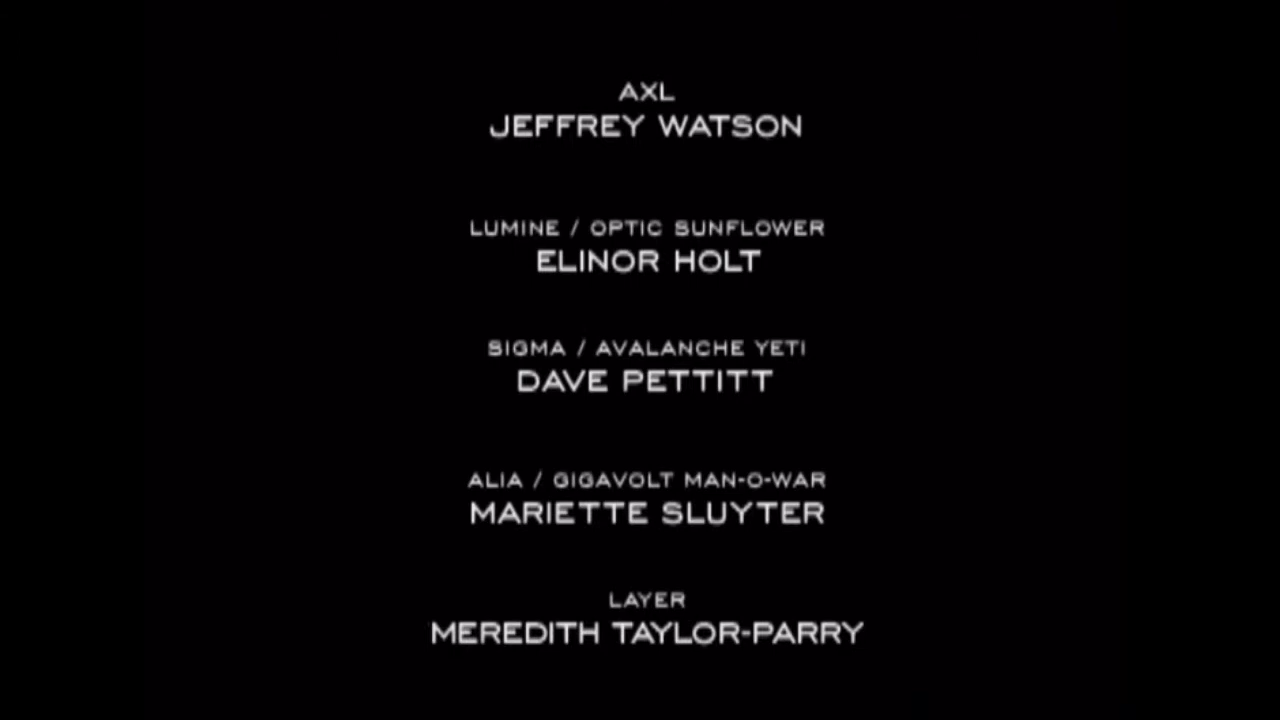 AXL
JEFFREY WATSON
LUMINE / OPTIC SUNFLOWER
ELINOR HOLT
SIGMA / AVALANCHE YETI
DAVE PETTITT
ALIA / GIGAVOLT MAN-O-WAR
MARIETTE SLUYTER
LAYER
MEREDITH TAYLOR-PARRY